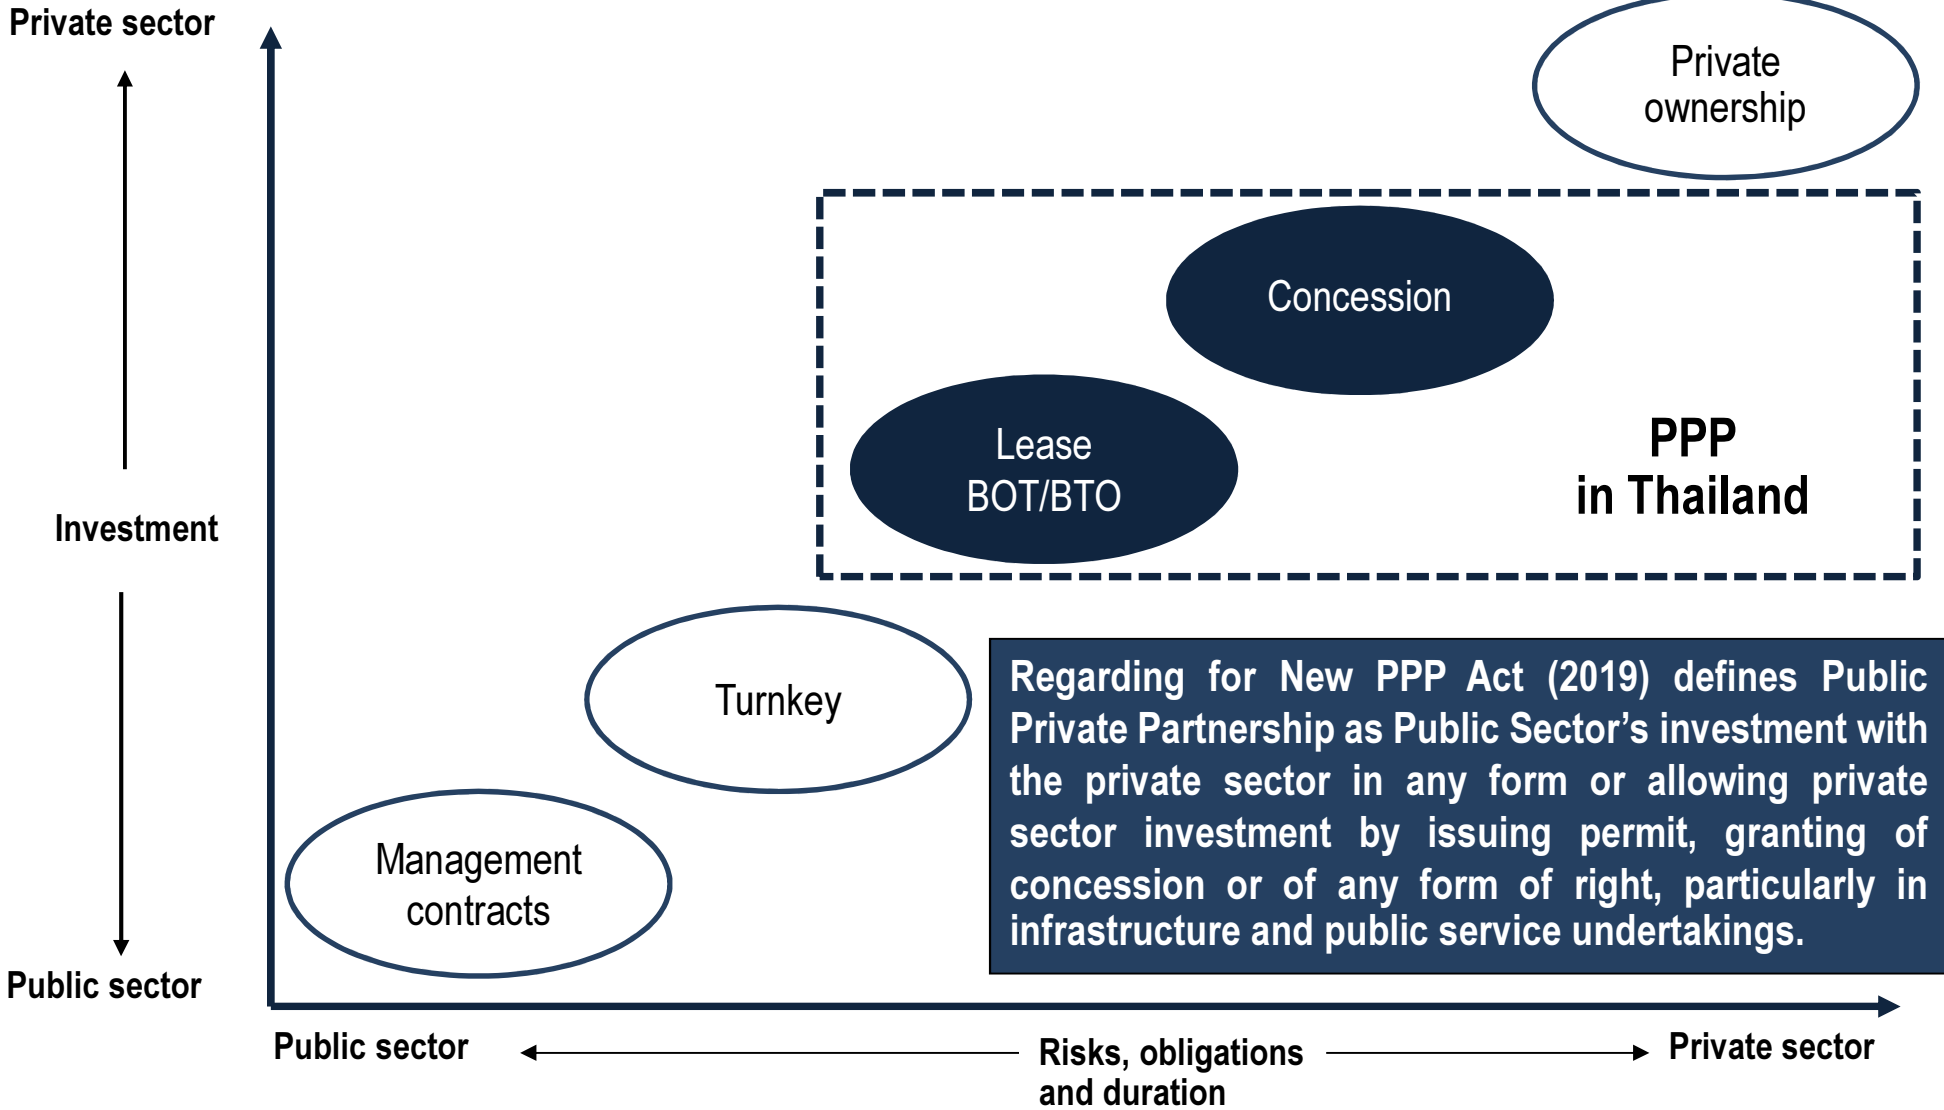 Private sector
Private
ownership
Concession
Lease
BOT/BTO
PPP
in Thailand
Investment
Turnkey
Regarding for New PPP Act (2019) defines Public
Private Partnership as Public Sector’s investment with
the private sector in any form or allowing private
sector investment by issuing permit, granting of
concession or of any form of right, particularly in
infrastructure and public service undertakings.
Management
contracts
Public sector
Public sector
Risks, obligations
and duration
Private sector